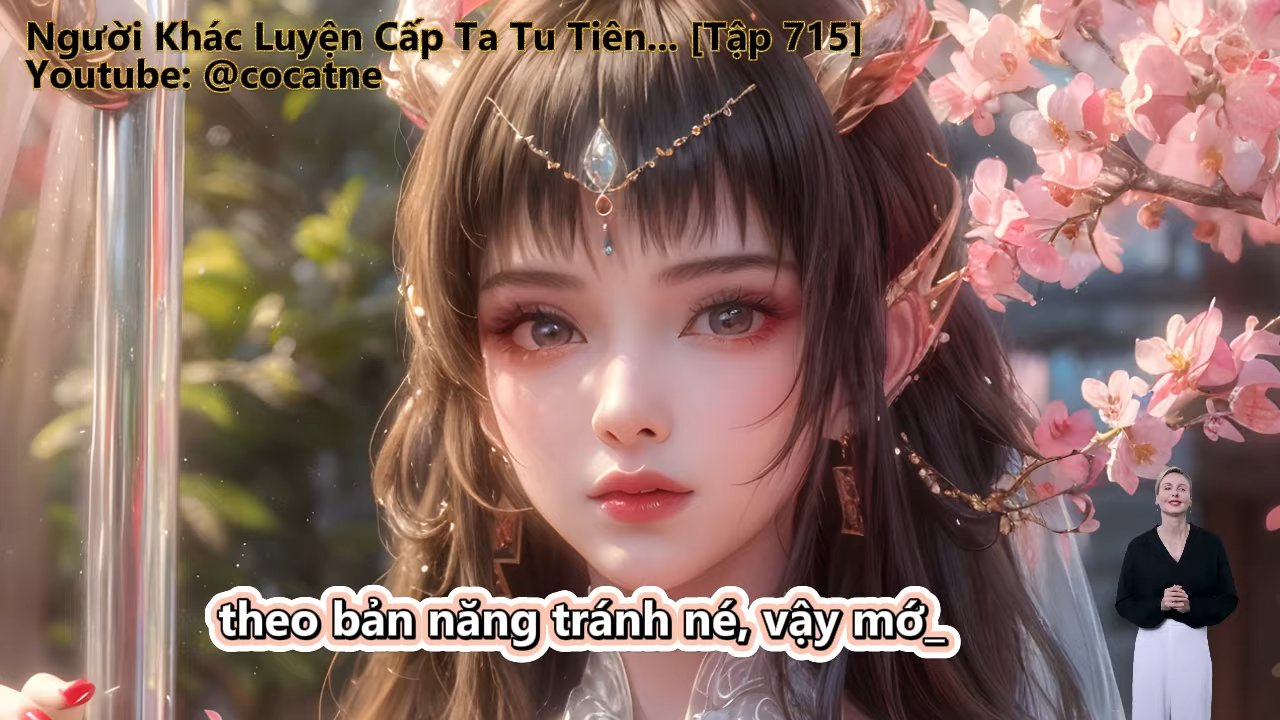 Người Khác Luyện Cấp Ta Tu Tiên... [Tập 715]
Youtube: @cocatne
theo bản năng tránh né, vậy mớ_